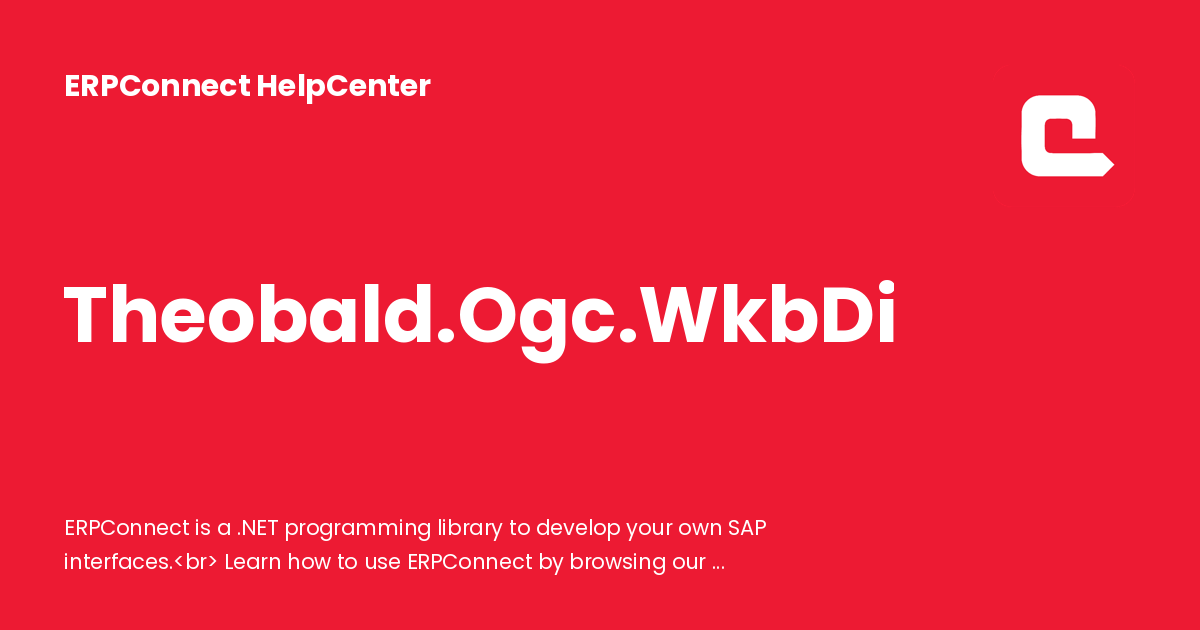 ERPConnect HelpCenter
Theobald.Ogc.WkbDi
ERPConnect is a .NET programming library to develop your own SAP
interfaces.<br> Learn how to use ERPConnect by browsing our ...